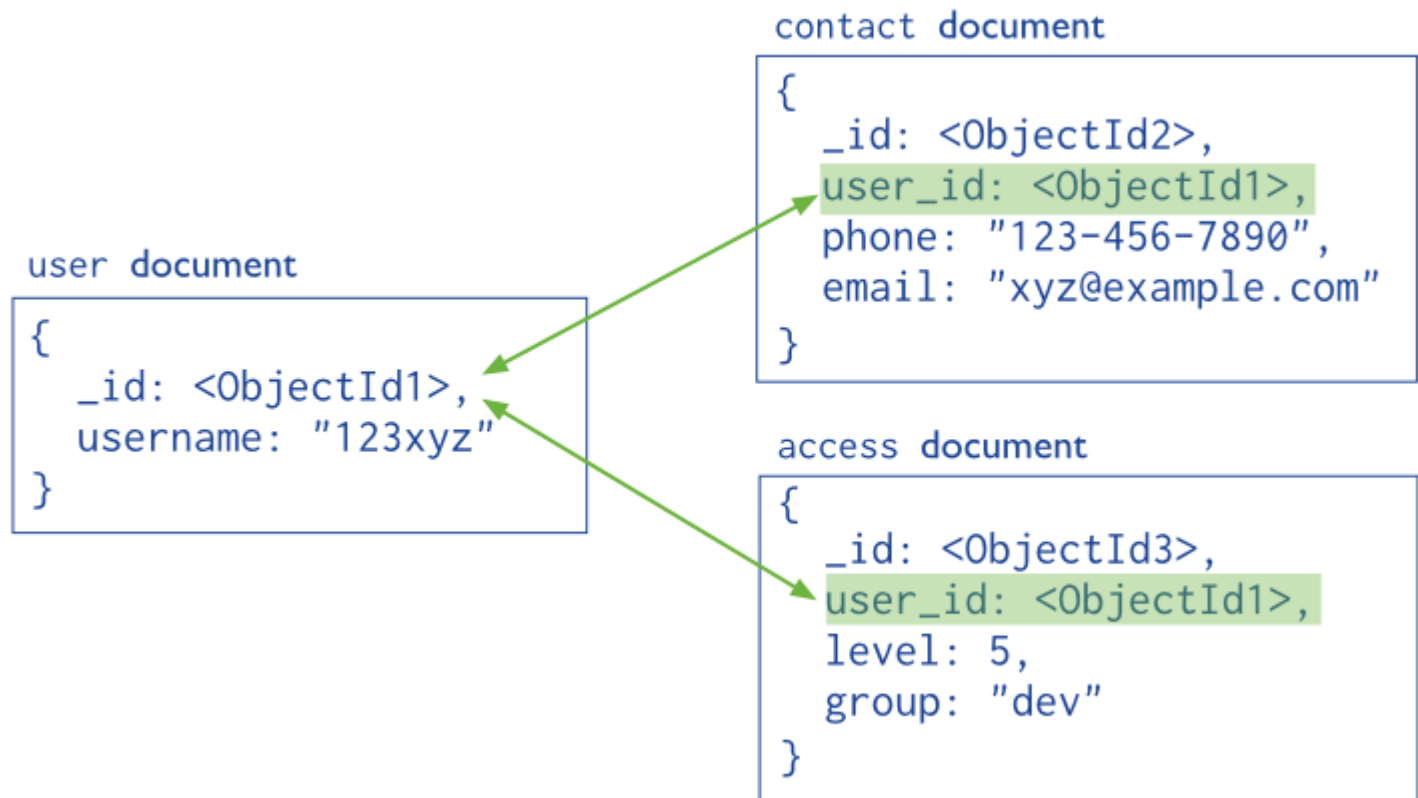 user document
{
_id: <ObjectId1>,
username: "123xyz"
}
contact document
{
_id: <ObjectId2>,
user_id: <ObjectId1>,
phone: "123-456-7890",
email: "xyz@example.com"
}
access document
{
_id: <ObjectId3>,
user_id: <ObjectId1>,
level: 5,
group: "dev"
}